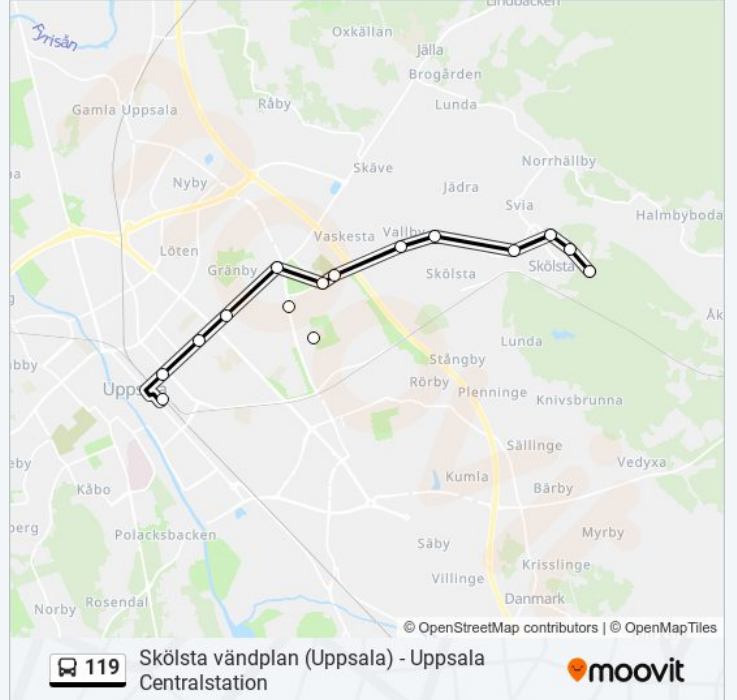 Lindbacken
Fyrisån
Oxkällan
Jälla
Brogården
Råby
Lunda
Gamla Uppsala
Skäve
Norrhällby
Nyby
Jädra
Svia
Halmbyboda
Vaskesta
Löten
Gränby
Skölsta
Skölsta
Lunda
Stångby
Rörby
Plenninge
Knivsbrunna
Sällinge
Vedyxa
Kumla
Kåbo
Bärby
Polacksbacken
Myrby
Säby
Krisslinge
Villinge
Danmark
Rosendal
Norby
© OpenStreetMap contributors | © OpenMapTiles
119
Skölsta vändplan (Uppsala) - Uppsala
Centralstation
moovit